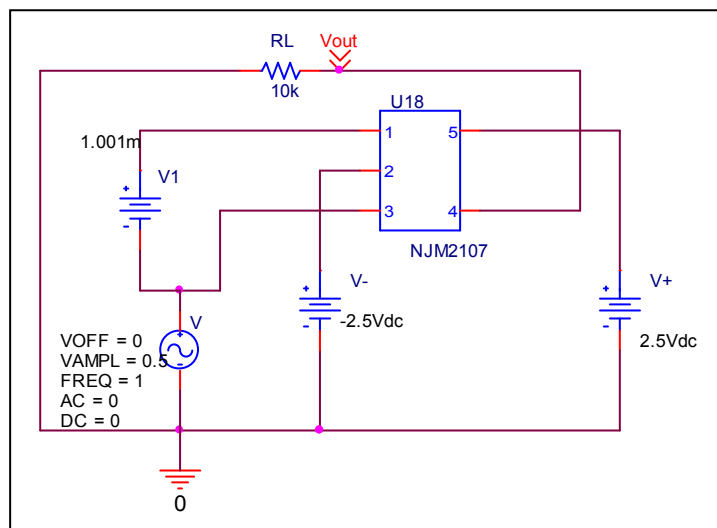 RL
Vout
10k
U18
1.001m
1
5
V1
2
3
4
NJM2107
V-
V+
V
-2.5Vdc
2.5Vdc
VOFF = 0
VAMPL = 0.5
FREQ = 1
AC = 0
DC = 0
0